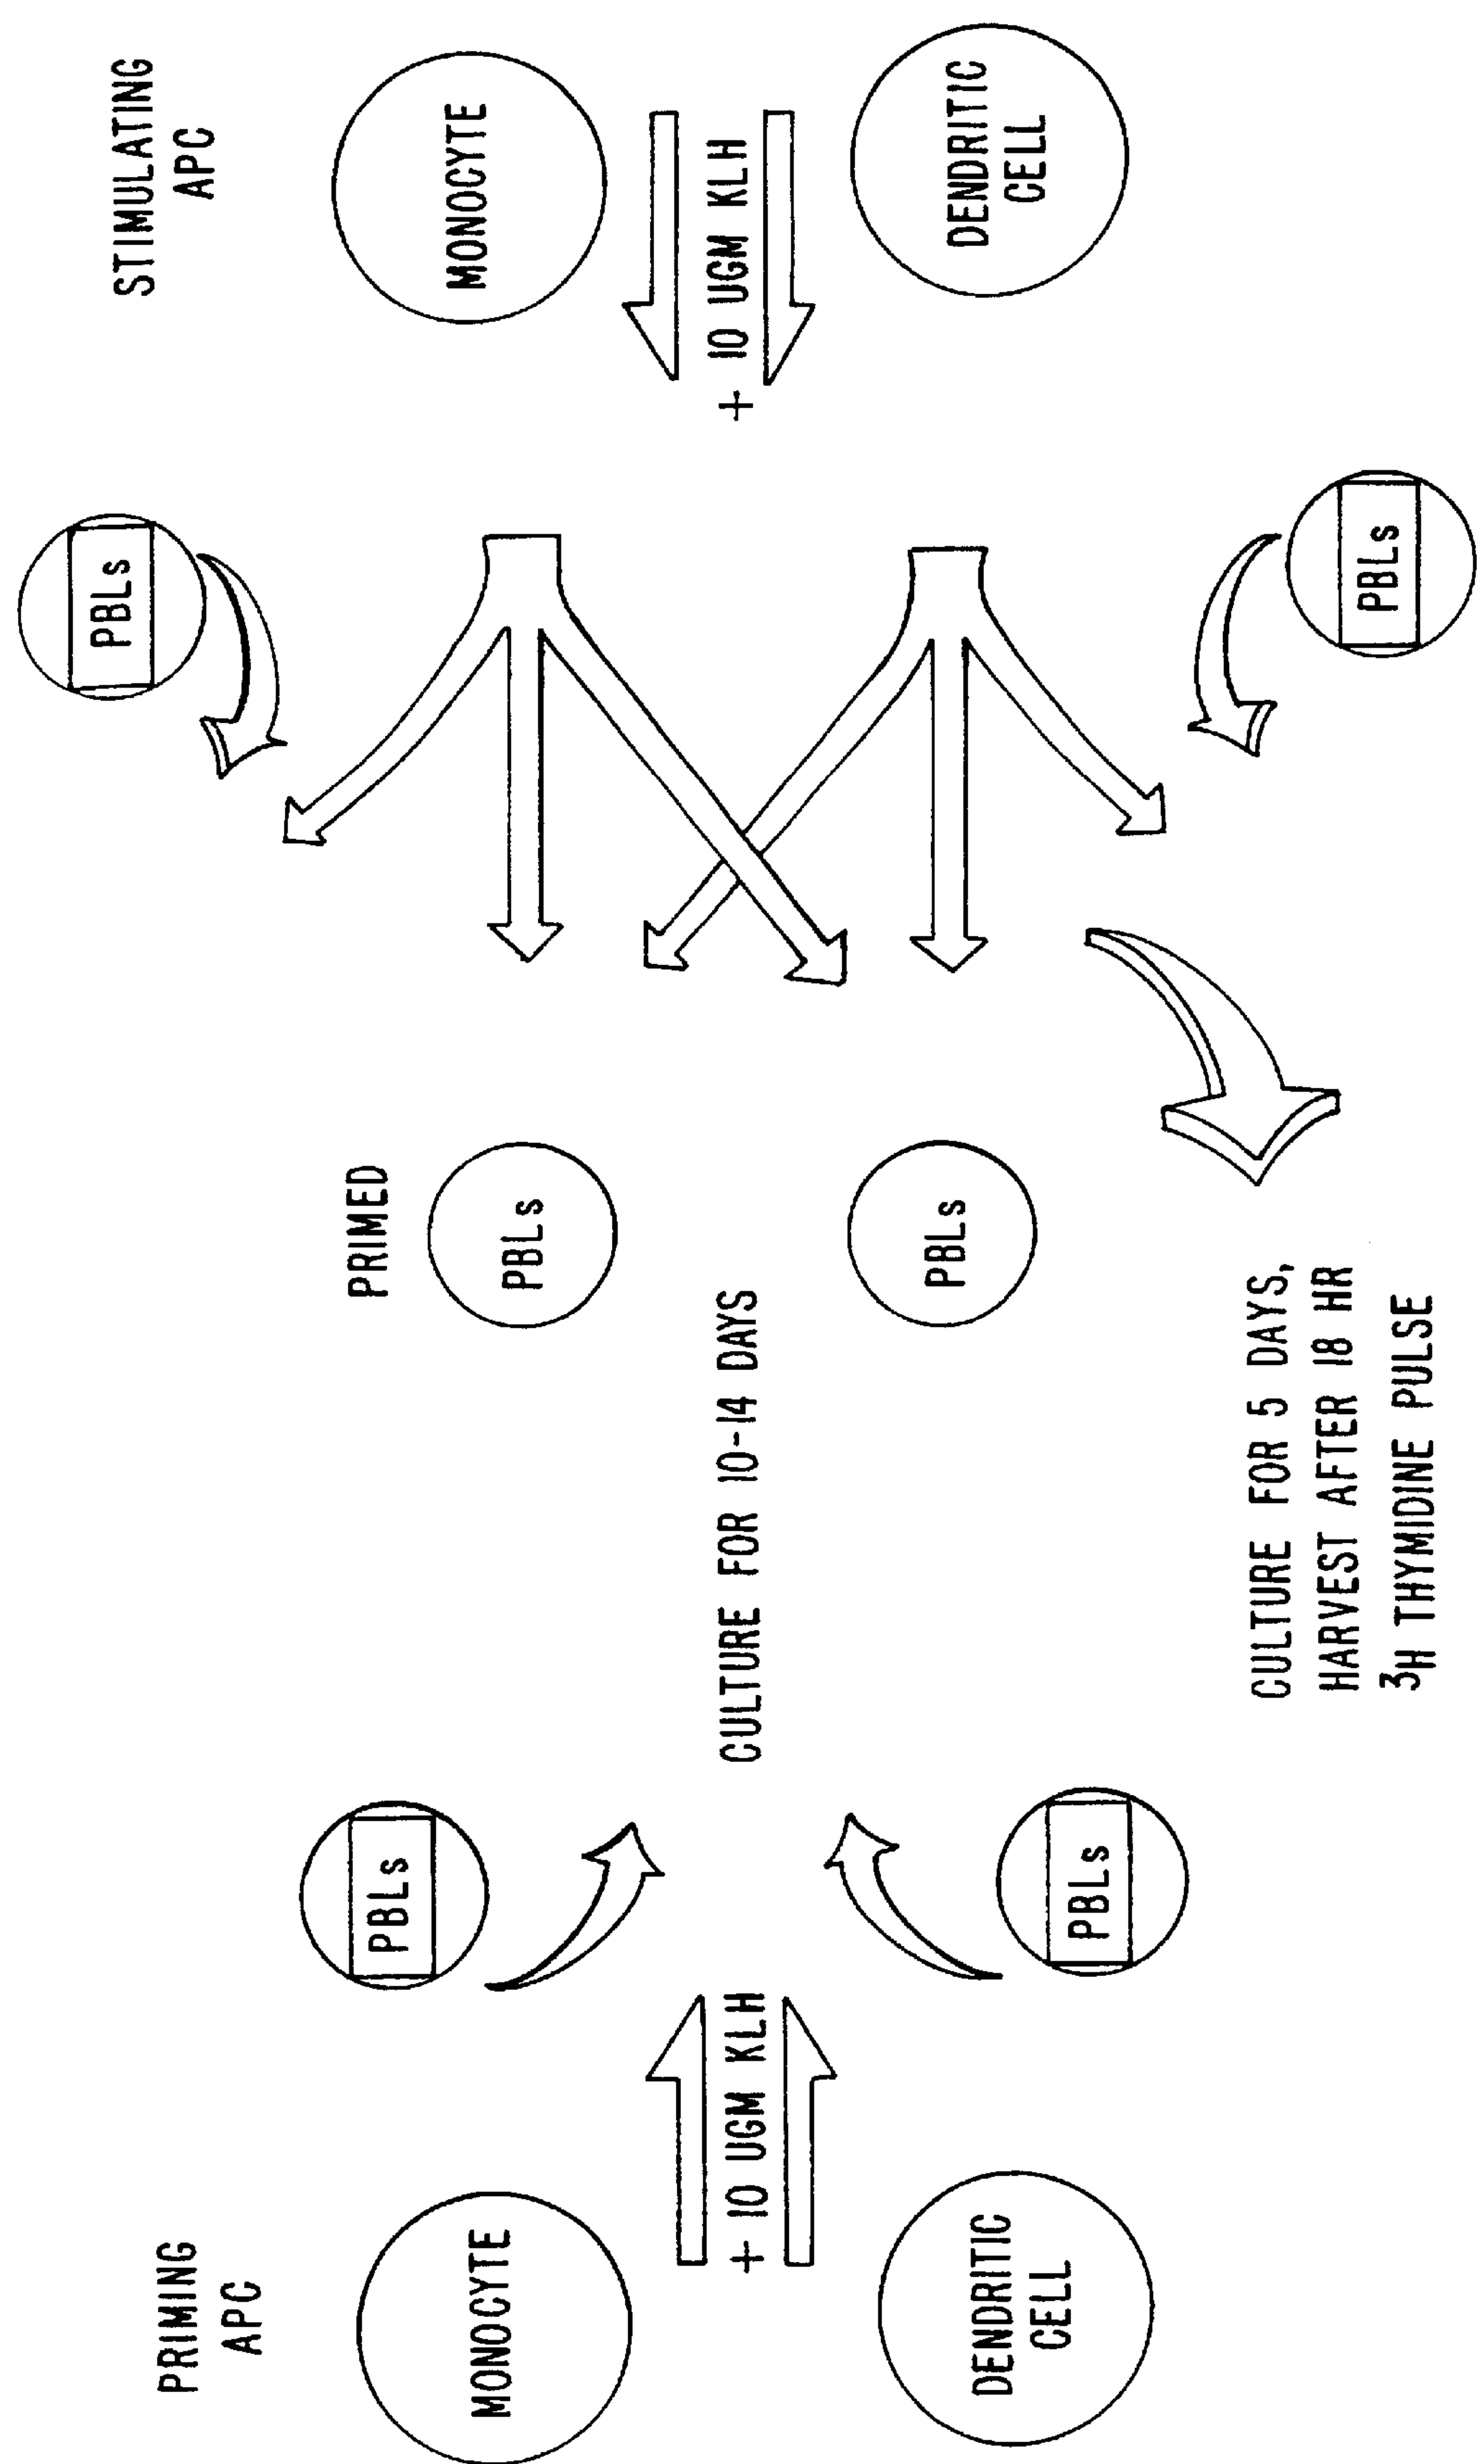 PRIMING
APC
MONOCYTE
+ 10 UGM KLH
DENDRITIC
CELL
PBLs
PBLs
CULTURE FOR 10-14 DAYS
PRIMED
PBLs
PBLs
CULTURE FOR 5 DAYS,
HARVEST AFTER 18 HR
³H THYMIDINE PULSE
PBLs
PBLs
STIMULATING
APC
MONOCYTE
+ 10 UGM KLH
DENDRITIC
CELL